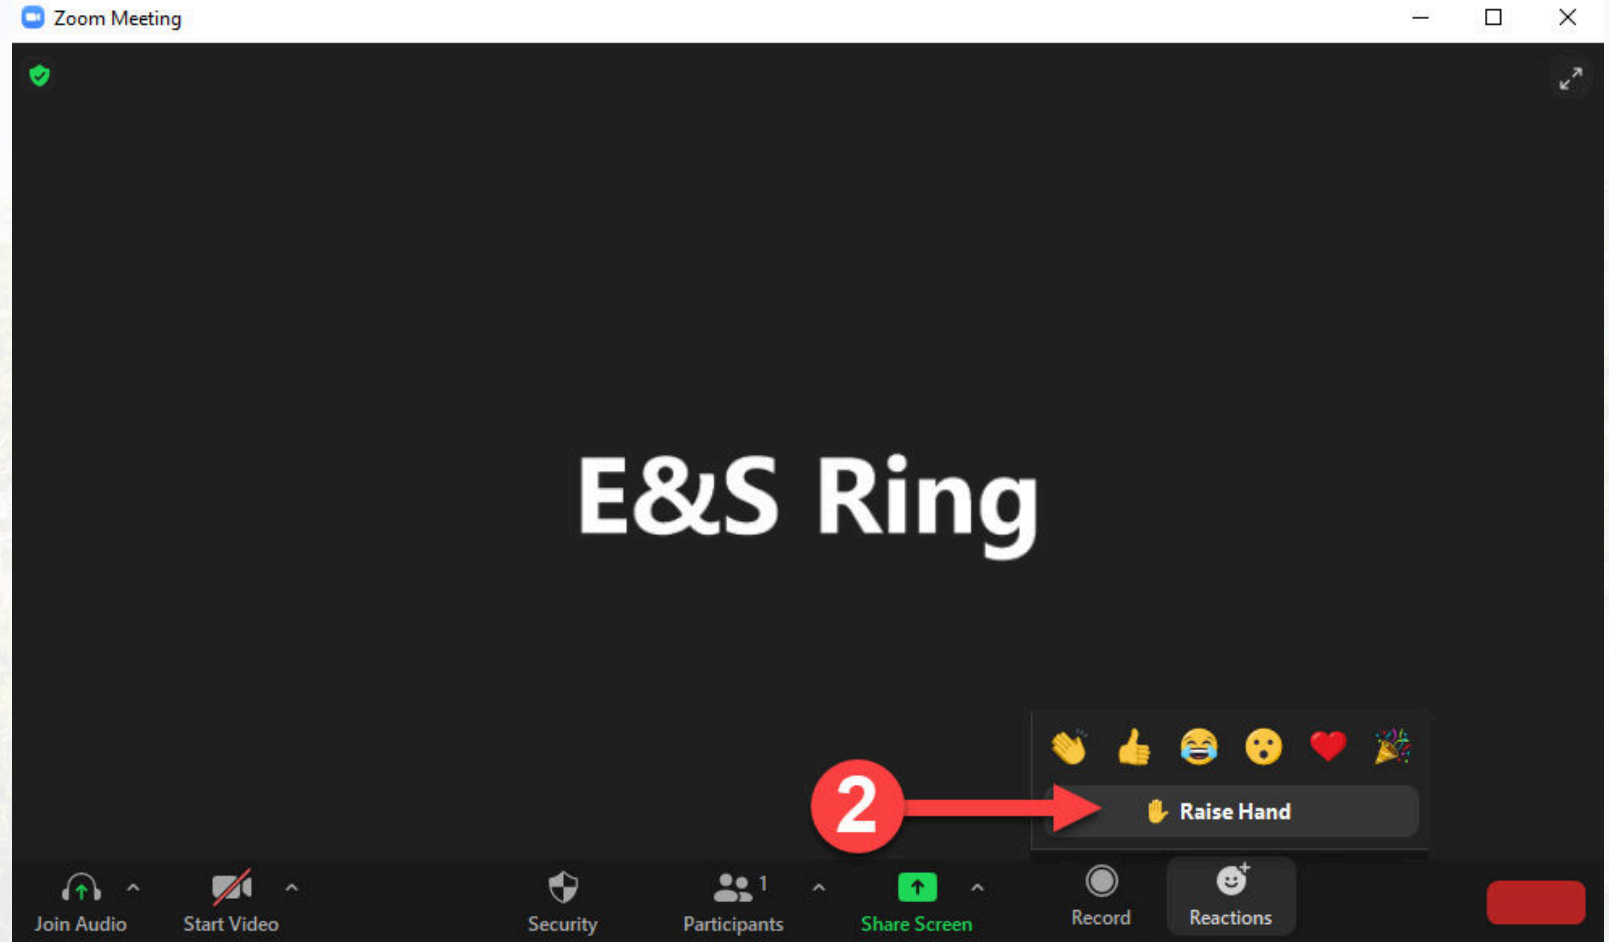 Zoom Meeting
E&S Ring
2
Raise Hand
1
Join Audio
Start Video
Security
Participants
Share Screen
Record
Reactions